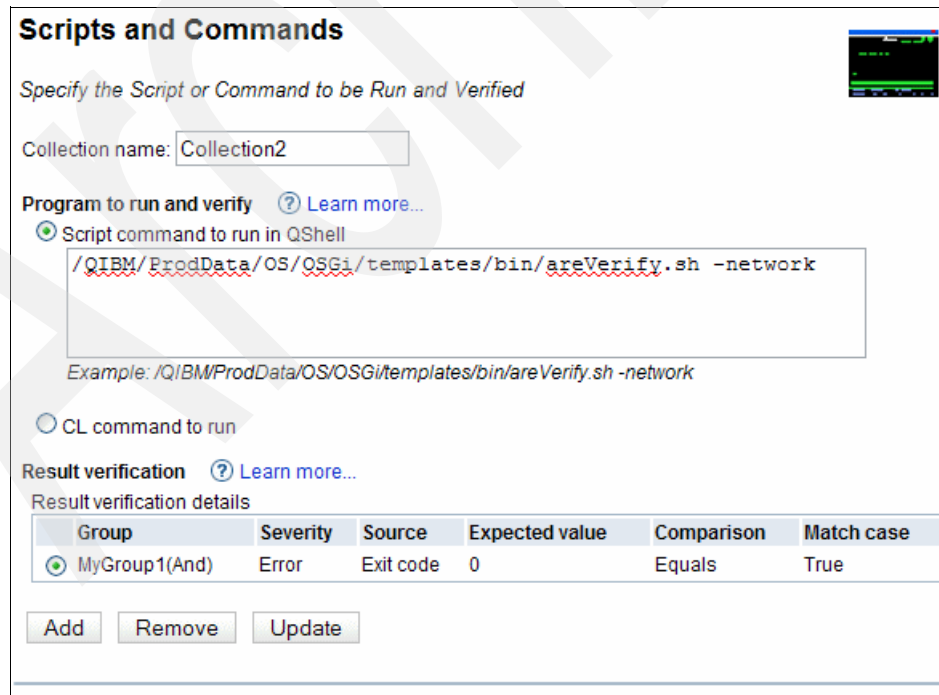 Scripts and Commands
Specify the Script or Command to be Run and Verified
Collection name: Collection2
Program to run and verify ? Learn more...
Script command to run in QShell
/QIBM/ProdData/OS/OSGi/templates/bin/areVerify.sh -network
Example: /QIBM/ProdData/OS/OSGi/templates/bin/areVerify.sh -network
CL command to run
Result verification ? Learn more...
Result verification details
Group Severity Source Expected value Comparison Match case
MyGroup1(And) Error Exit code 0 Equals True
Add Remove Update